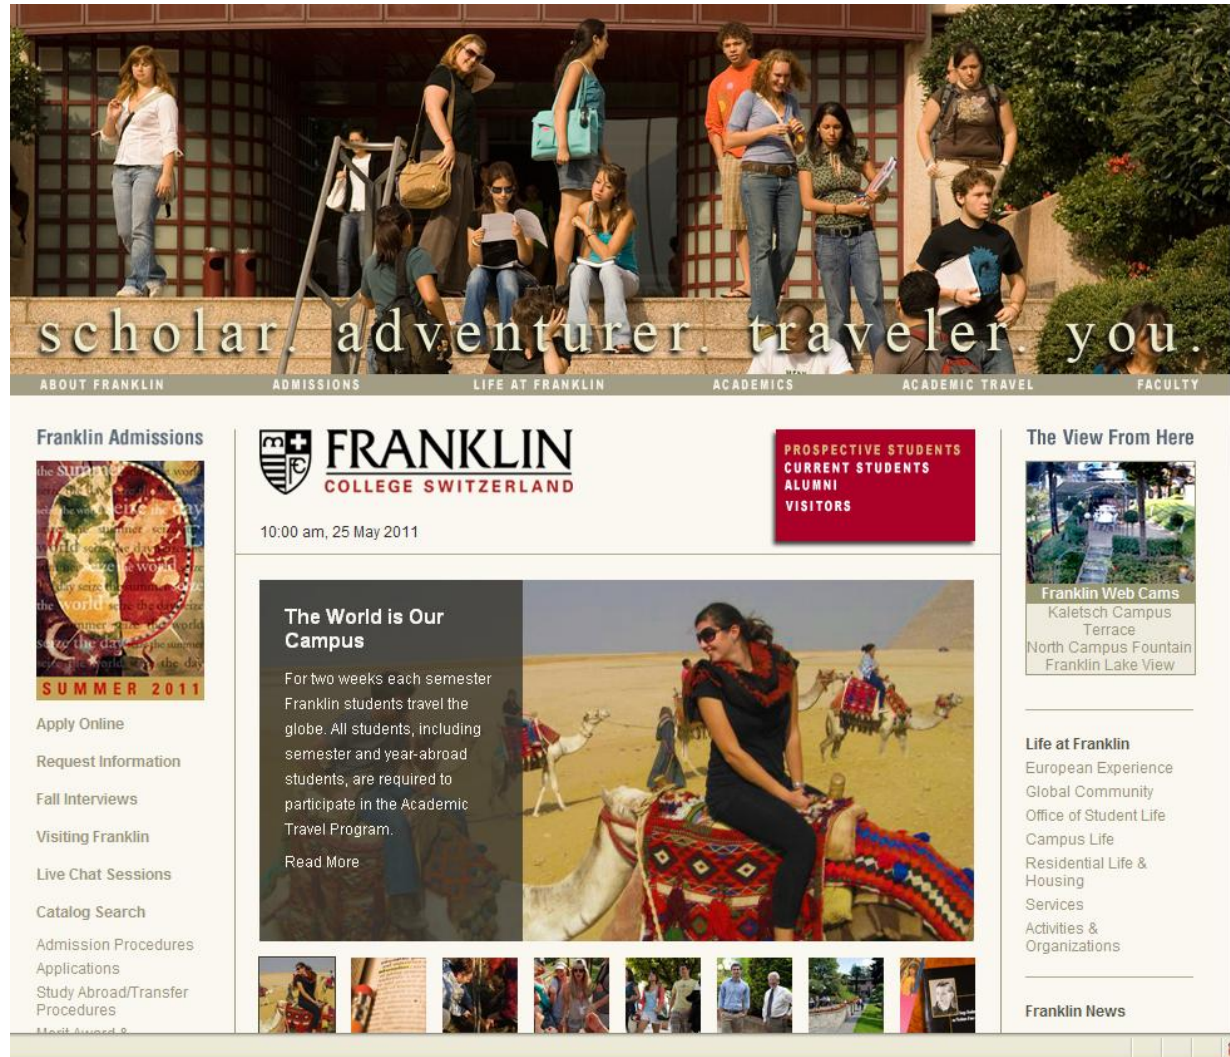 scholar. adventurer. traveler. you.
ABOUT FRANKLIN
ADMISSIONS
LIFE AT FRANKLIN
ACADEMICS
ACADEMIC TRAVEL
FACULTY
Franklin Admissions
SUMMER 2011
Apply Online
Request Information
Fall Interviews
Visiting Franklin
Live Chat Sessions
Catalog Search
Admission Procedures
Applications
Study Abroad/Transfer
Procedures
FRANKLIN
COLLEGE SWITZERLAND
10:00 am, 25 May 2011
PROSPECTIVE STUDENTS
CURRENT STUDENTS
ALUMNI
VISITORS
The World is Our
Campus
For two weeks each semester
Franklin students travel the
globe. All students, including
semester and year-abroad
students, are required to
participate in the Academic
Travel Program.
Read More
The View From Here
Franklin Web Cams
Kaletsch Campus
Terrace
North Campus Fountain
Franklin Lake View
Life at Franklin
European Experience
Global Community
Office of Student Life
Campus Life
Residential Life &
Housing
Services
Activities &
Organizations
Franklin News